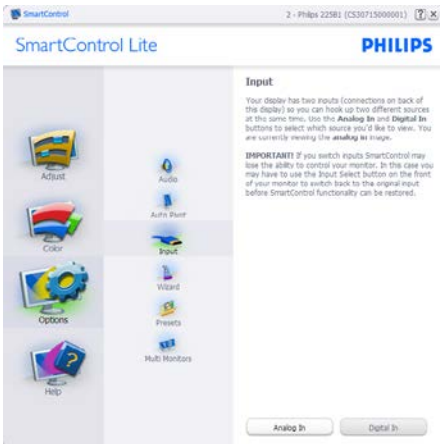 SmartControl
2 - Philips 225B1 (CS30715000001)
SmartControl Lite
PHILIPS
Adjust
Color
Options
Help
Audio
Auto Pivot
Input
Wizard
Presets
Multi Monitors
Input
Your display has two inputs (connections on back of
this display) so you can hook up two different sources
at the same time. Use the Analog In and Digital In
buttons to select which source you'd like to view. You
are currently viewing the analog in image.
IMPORTANT! If you switch inputs SmartControl may
lose the ability to control your monitor. In this case you
may have to use the Input Select button on the front
of your monitor to switch back to the original input
before SmartControl functionality can be restored.
Analog In
Digital In